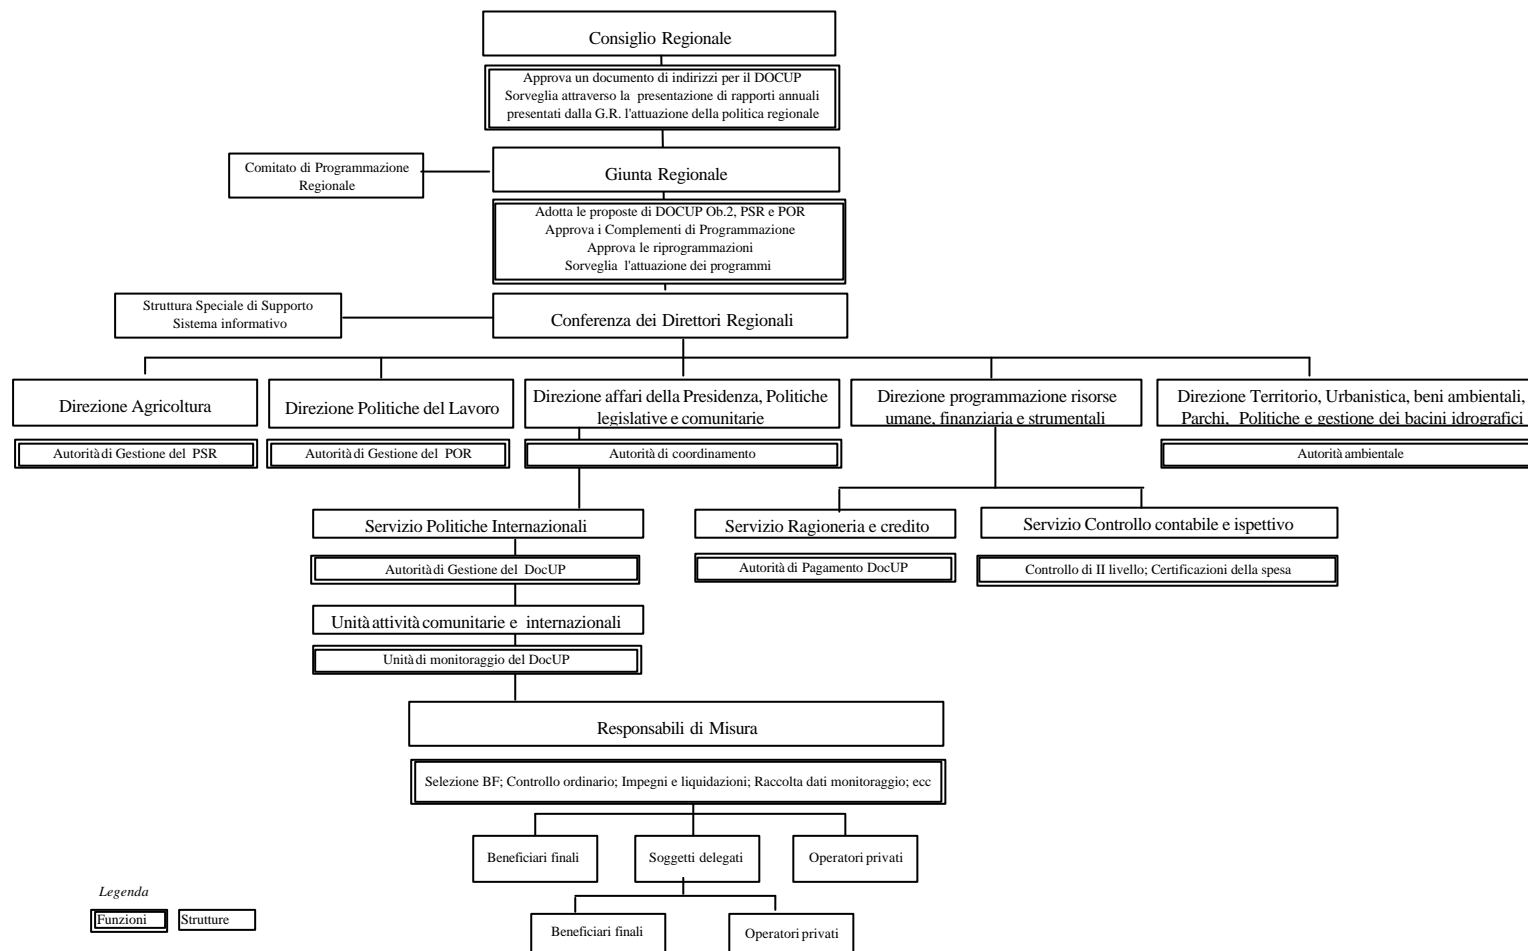 Consiglio Regionale
Approva un documento di indirizzi per il DOCUP
Sorveglia attraverso la presentazione di rapporti annuali
presentati dalla G.R. l'attuazione della politica regionale
Comitato di Programmazione
Regionale
Giunta Regionale
Adotta le proposte di DOCUP Ob.2, PSR e POR
Approva i Complementi di Programmazione
Approva le riprogrammazioni
Sorveglia l'attuazione dei programmi
Struttura Speciale di Supporto
Sistema informativo
Conferenza dei Direttori Regionali
Direzione Agricoltura
Direzione Politiche del Lavoro
Direzione affari della Presidenza, Politiche
legislative e comunitarie
Direzione programmazione risorse
umane, finanziaria e strumentali
Direzione Territorio, Urbanistica, beni ambientali,
Parchi, Politiche e gestione dei bacini idrografici
Autorità di Gestione del PSR
Autorità di Gestione del POR
Autorità di coordinamento
Autorità ambientale
Servizio Politiche Internazionali
Servizio Ragioneria e credito
Servizio Controllo contabile e ispettivo
Autorità di Gestione del DocUP
Autorità di Pagamento DocUP
Controllo di II livello; Certificazioni della spesa
Unità attività comunitarie e internazionali
Unità di monitoraggio del DocUP
Responsabili di Misura
Selezione BF; Controllo ordinario; Impegni e liquidazioni; Raccolta dati monitoraggio; ecc
Beneficiari finali
Soggetti delegati
Operatori privati
Beneficiari finali
Operatori privati
Legenda
Funzioni
Strutture